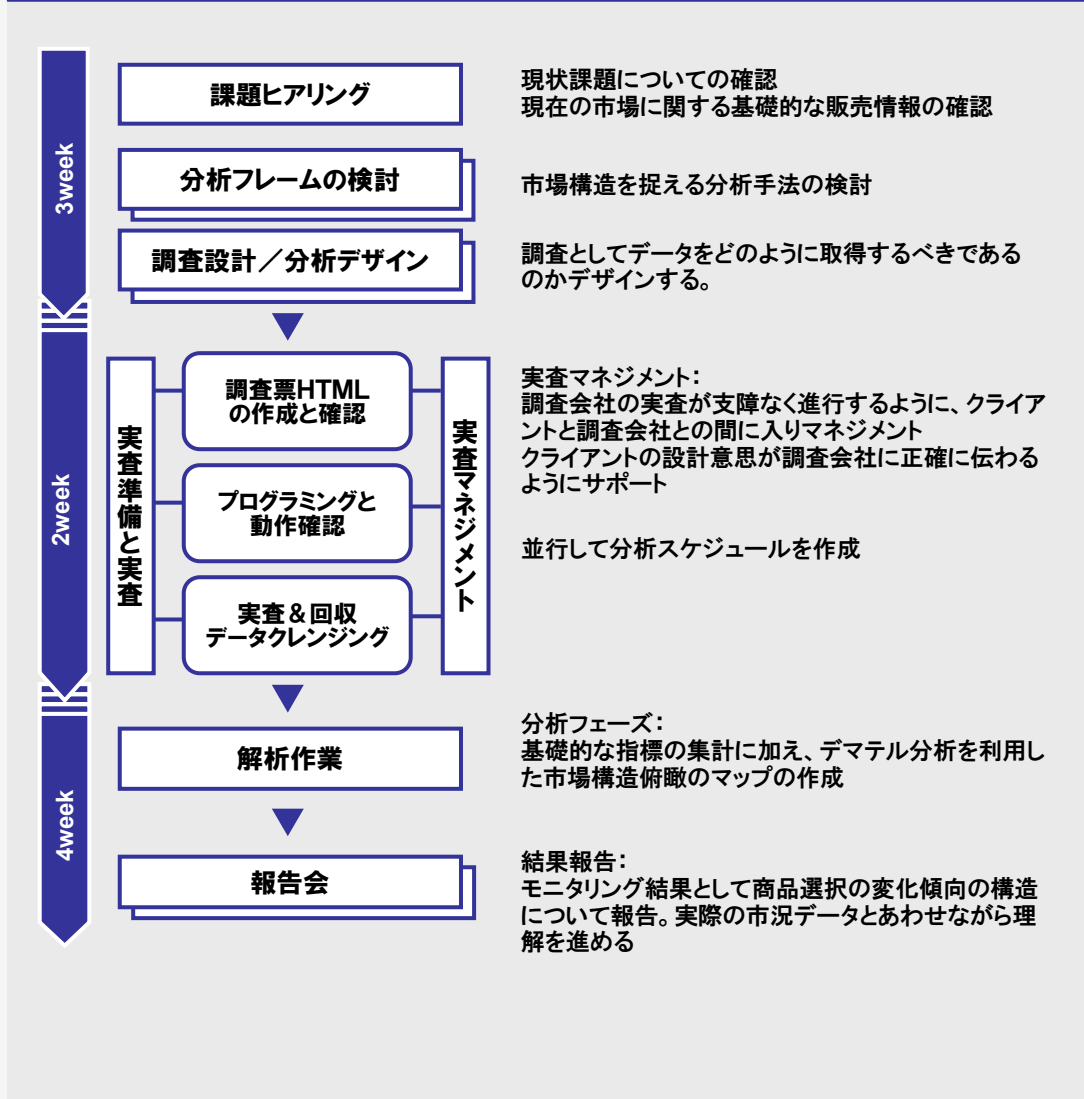 3week
課題ヒアリング
現状課題についての確認
現在の市場に関する基礎的な販売情報の確認
分析フレームの検討
市場構造を捉える分析手法の検討
調査設計／分析デザイン
調査としてデータをどのように取得するべきである
のかデザインする。
2week
実査準備と実査
調査票HTML
の作成と確認
プログラミングと
動作確認
実査＆回収
データクレンジング
実査マネジメント
実査マネジメント：
調査会社の実査が支障なく進行するように、クライア
ントと調査会社との間に入りマネジメント
クライアントの設計意思が調査会社に正確に伝わる
ようにサポート
並行して分析スケジュールを作成
4week
解析作業
分析フェーズ：
基礎的な指標の集計に加え、デマテル分析を利用し
た市場構造俯瞰のマップの作成
報告会
結果報告：
モニタリング結果として商品選択の変化傾向の構造
について報告。実際の市況データとあわせながら理
解を進める